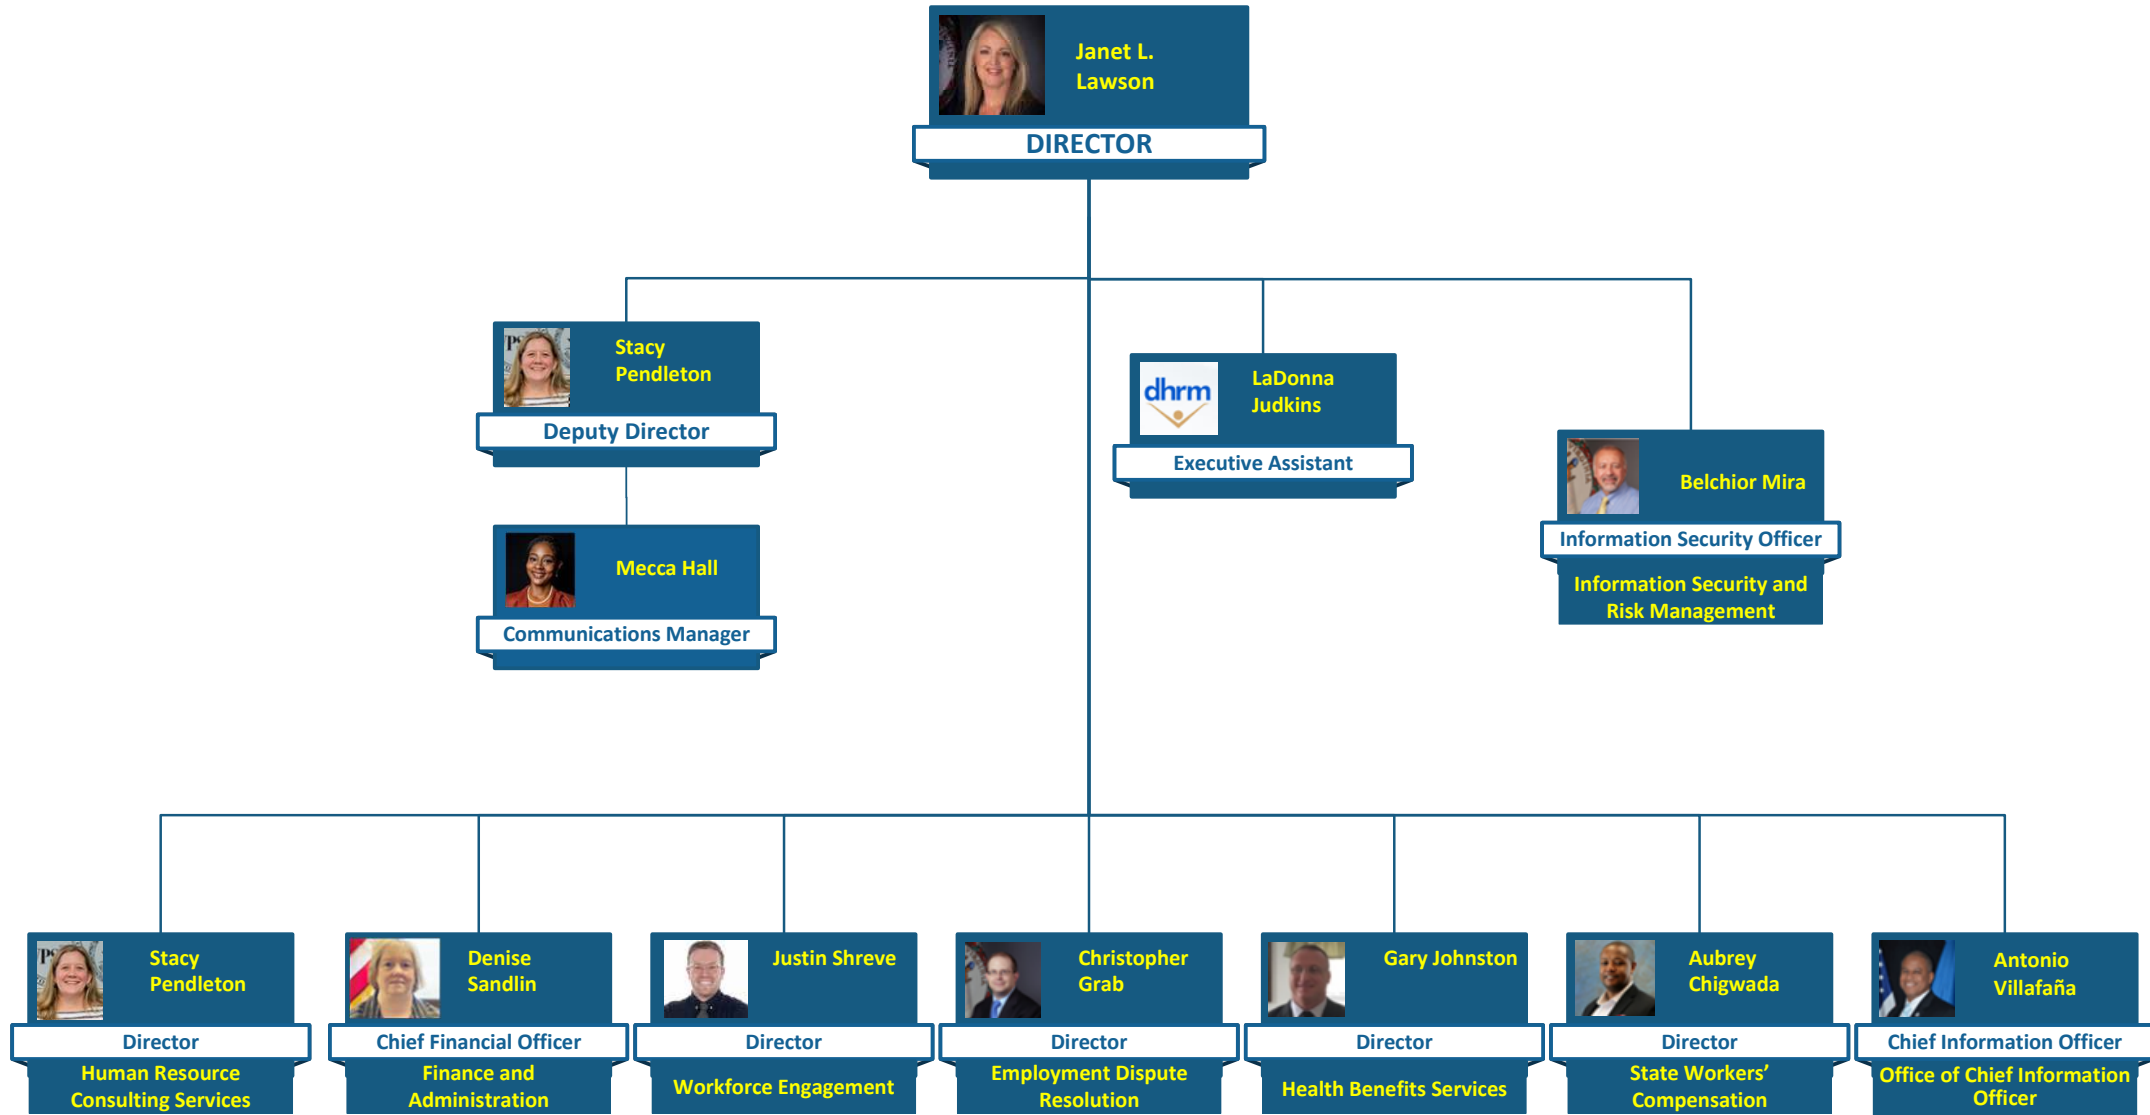 Janet L.
Lawson
DIRECTOR
Stacy
Pendleton
Deputy Director
dhrm
LaDonna
Judkins
Executive Assistant
Belchior Mira
Information Security Officer
Information Security and
Risk Management
Mecca Hall
Communications Manager
Stacy
Pendleton
Director
Human Resource
Consulting Services
Denise
Sandlin
Chief Financial Officer
Finance and
Administration
Justin Shreve
Director
Workforce Engagement
Christopher
Grab
Director
Employment Dispute
Resolution
Gary Johnston
Director
Health Benefits Services
Aubrey
Chigwada
Director
State Workers’
Compensation
Antonio
Villafaña
Chief Information Officer
Office of Chief Information
Officer